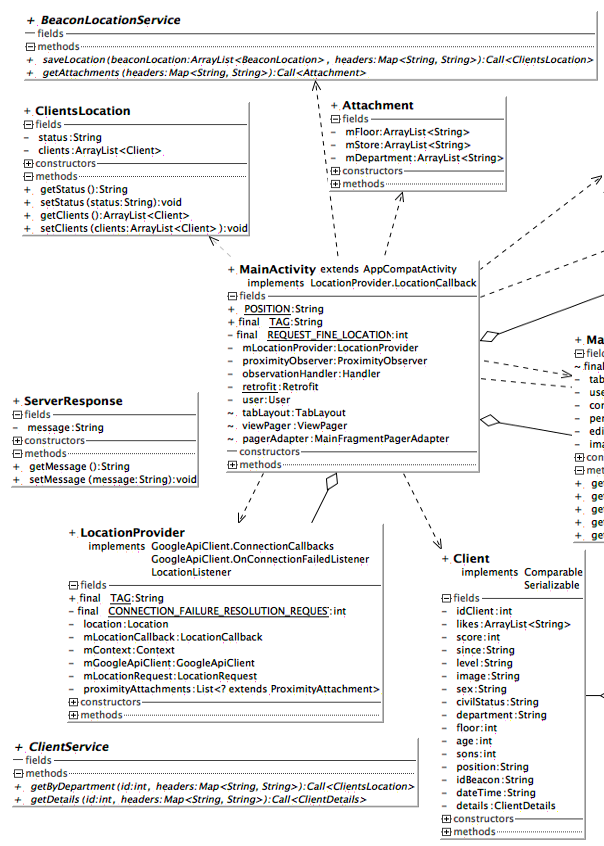 + BeaconLocationService
fields
methods
+ saveLocation (beaconLocation:ArrayList<BeaconLocation>, headers:Map<String, String>):Call<ClientsLocation>
+ getAttachments (headers:Map<String, String>):Call<Attachment>
+ ClientsLocation
fields
- status:String
- clients:ArrayList<Client>
constructors
methods
+ getStatus ():String
+ setStatus (status:String):void
+ getClients ():ArrayList<Client>
+ setClients (clients:ArrayList<Client>):void
+ Attachment
fields
- mFloor:ArrayList<String>
- mStore:ArrayList<String>
- mDepartment:ArrayList<String>
constructors
methods
+ MainActivity extends AppCompatActivity
implements LocationProvider.LocationCallback
fields
+ POSITION:String
+ final TAG:String
- final REQUEST_FINE_LOCATION:int
- mLocationProvider:LocationProvider
- proximityObserver:ProximityObserver
- observationHandler:Handler
- retrofit:Retrofit
- user:User
~ tabLayout:TabLayout
~ viewPager:ViewPager
~ pagerAdapter:MainFragmentPagerAdapter
constructors
methods
+ Ma
field
~ final
- tab
- use
- cor
- per
- edi
- ima
con
me
+ ge
+ ge
+ ge
+ ge
+ ge
+ ServerResponse
fields
- message:String
constructors
methods
+ getMessage ():String
+ setMessage (message:String):void
+ LocationProvider
implements GoogleApiClient.ConnectionCallbacks
GoogleApiClient.OnConnectionFailedListener
LocationListener
fields
+ final TAG:String
- final CONNECTION_FAILURE_RESOLUTION_REQUEST:int
- location:Location
- mLocationCallback:LocationCallback
- mContext:Context
- mGoogleApiClient:GoogleApiClient
- mLocationRequest:LocationRequest
- proximityAttachments:List<? extends ProximityAttachment>
constructors
methods
+ Client
implements Comparable
Serializable
fields
- idClient:int
- likes:ArrayList<String>
- score:int
- since:String
- level:String
- image:String
- sex:String
- civilStatus:String
- department:String
- floor:int
- age:int
- sons:int
- position:String
- idBeacon:String
- dateTime:String
- details:ClientDetails
constructors
methods
+ ClientService
fields
methods
+ getByDepartment (id:int, headers:Map<String, String>):Call<ClientsLocation>
+ getDetails (id:int, headers:Map<String, String>):Call<ClientDetails>